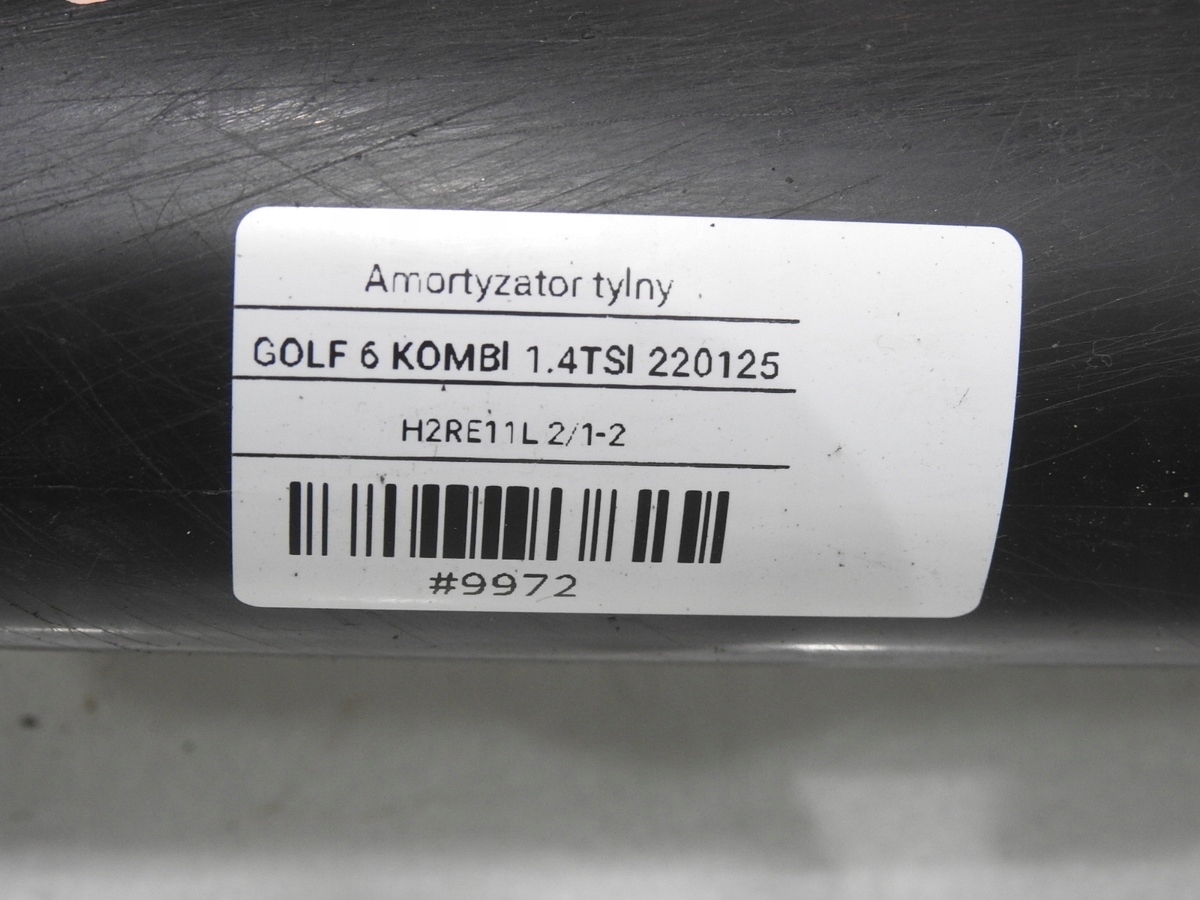 Amortyzator tylny
GOLF 6 KOMBI 1.4TSI 220125
H2RE11L 2/1-2
#9972